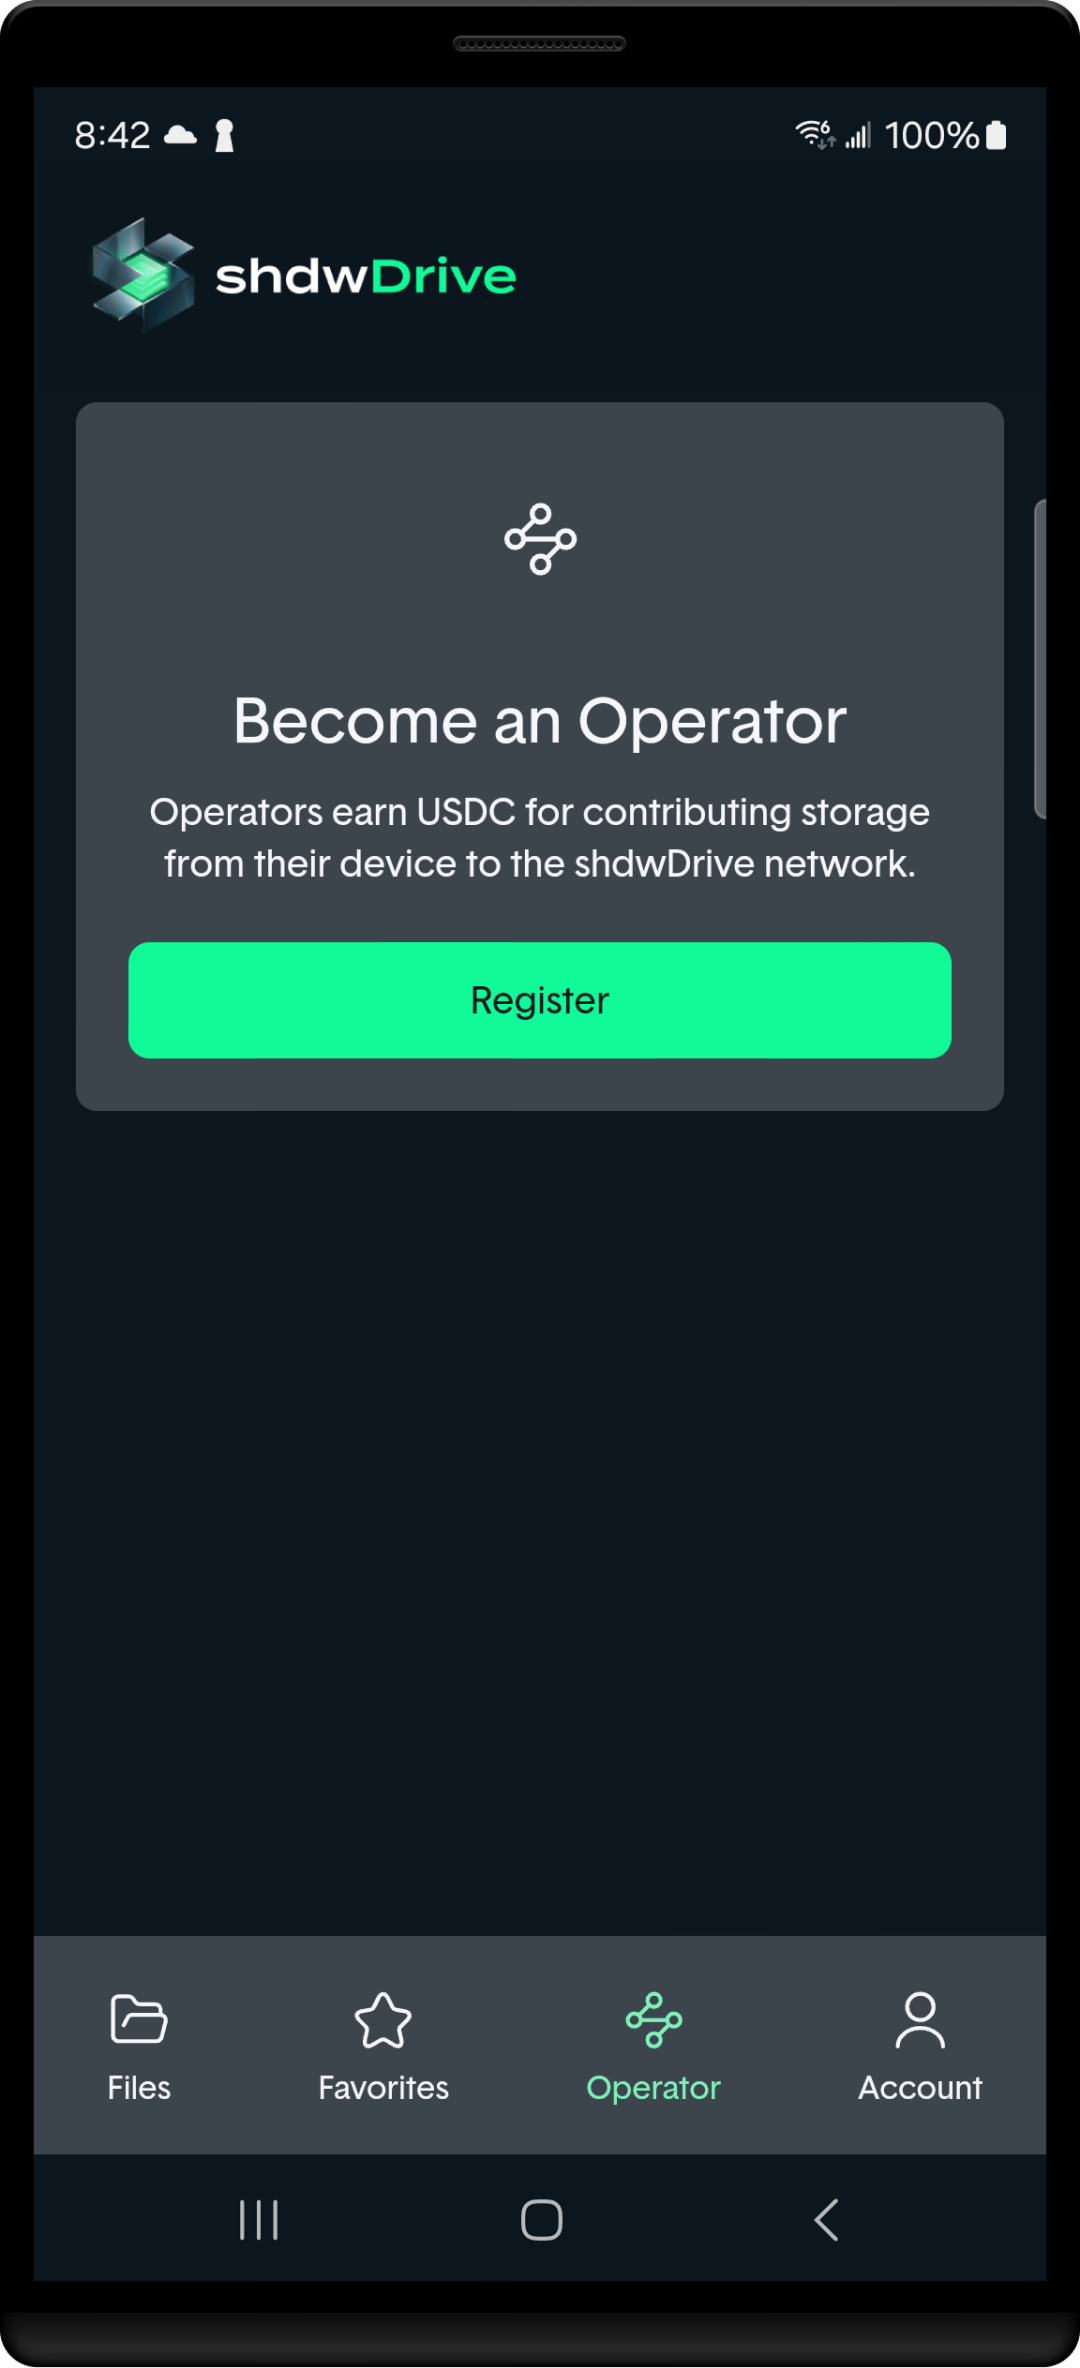 8:42
100%
shdwDrive
Become an Operator
Operators earn USDC for contributing storage
from their device to the shdwDrive network.
Register
Files
Favorites
Operator
Account